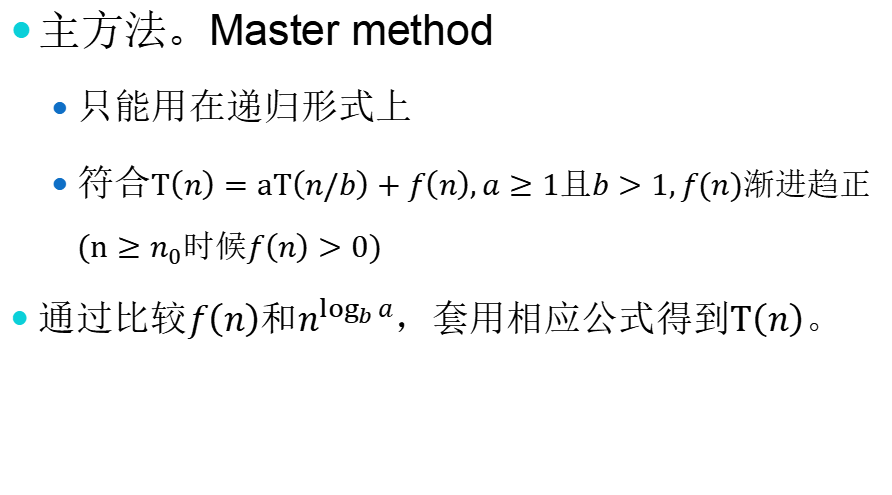 主方法。Master method
只能用在递归形式上
符合T(n) = aT(n/b) + f(n), a ≥ 1且b > 1, f(n)渐进趋正
(n ≥ n₀时候f(n) > 0)
通过比较f(n)和n^(log_b a)，套用相应公式得到T(n)。